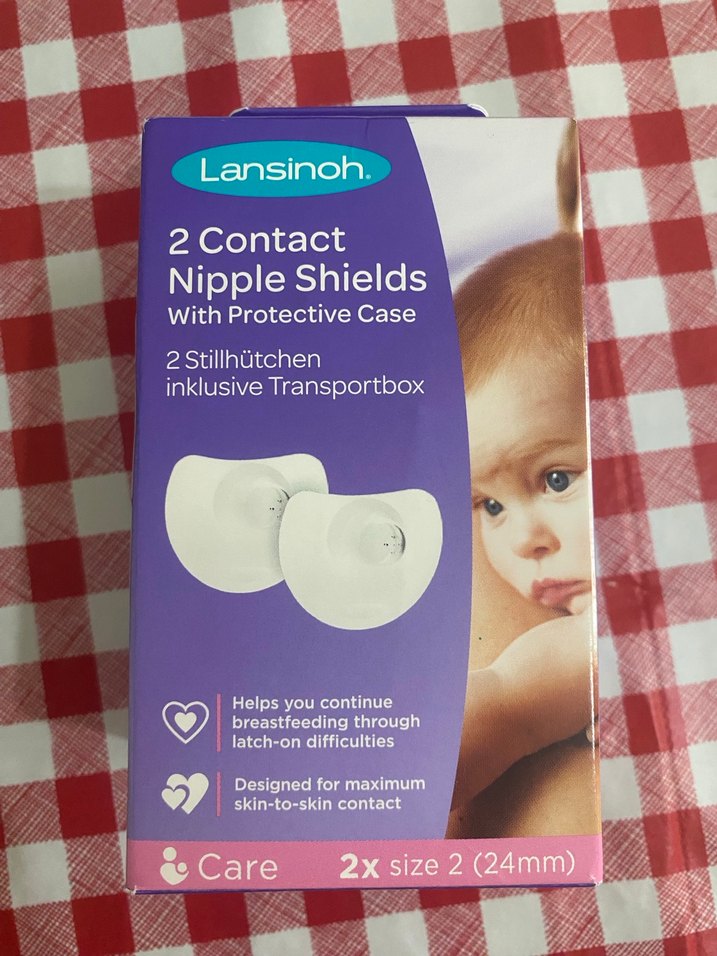 Lansinoh®
2 Contact
Nipple Shields
With Protective Case
2 Stillhütchen
inklusive Transportbox
Helps you continue
breastfeeding through
latch-on difficulties
Designed for maximum
skin-to-skin contact
Care
2x size 2 (24mm)